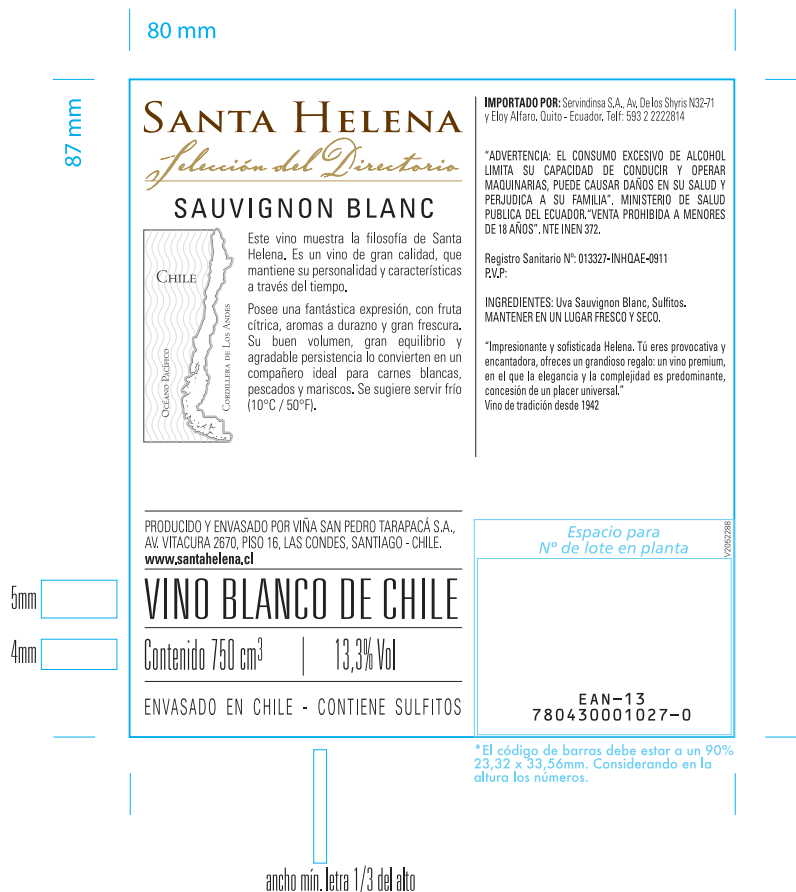 80 mm
87 mm
SANTA HELENA
Selección del Directorio
SAUVIGNON BLANC
CHILE
OCÉANO PACÍFICO
CORDILLERA DE LOS ANDES
Este vino muestra la filosofía de Santa
Helena. Es un vino de gran calidad, que
mantiene su personalidad y características
a través del tiempo.
Posee una fantástica expresión, con fruta
cítrica, aromas a durazno y gran frescura.
Su buen volumen, gran equilibrio y
agradable persistencia lo convierten en un
compañero ideal para carnes blancas,
pescados y mariscos. Se sugiere servir frío
(10°C / 50°F).
IMPORTADO POR: Servindinsa S.A., Av. De los Shyris N32-71
y Eloy Alfaro. Quito - Ecuador. Telf: 593 2 2222814
“ADVERTENCIA: EL CONSUMO EXCESIVO DE ALCOHOL
LIMITA SU CAPACIDAD DE CONDUCIR Y OPERAR
MAQUINARIAS, PUEDE CAUSAR DAÑOS EN SU SALUD Y
PERJUDICA A SU FAMILIA”. MINISTERIO DE SALUD
PUBLICA DEL ECUADOR.“VENTA PROHIBIDA A MENORES
DE 18 AÑOS”. NTE INEN 372.
Registro Sanitario Nº: 013327-INHQAE-0911
P.V.P:
INGREDIENTES: Uva Sauvignon Blanc, Sulfitos.
MANTENER EN UN LUGAR FRESCO Y SECO.
“Impresionante y sofisticada Helena. Tú eres provocativa y
encantadora, ofreces un grandioso regalo: un vino premium,
en el que la elegancia y la complejidad es predominante,
concesión de un placer universal.”
Vino de tradición desde 1942
PRODUCIDO Y ENVASADO POR VIÑA SAN PEDRO TARAPACÁ S.A.,
AV. VITACURA 2670, PISO 16, LAS CONDES, SANTIAGO - CHILE.
www.santahelena.cl
5mm
VINO BLANCO DE CHILE
4mm
Contenido 750 cm³ | 13,3% Vol
ENVASADO EN CHILE - CONTIENE SULFITOS
Espacio para
Nº de lote en planta
V2052288
EAN-13
780430001027-0
*El código de barras debe estar a un 90%
23,32 x 33,56mm. Considerando en la
altura los números.
ancho mín. letra 1/3 del alto